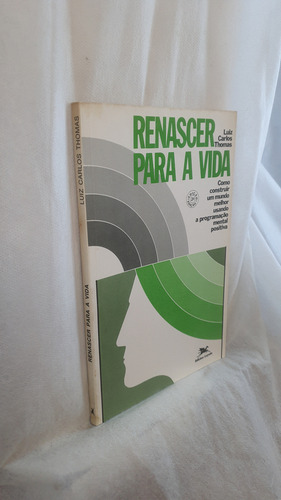 RENASCER
PARA A VIDA
Luiz
Carlos
Thomas
Como
construir
um mundo
melhor
usando
a programação
mental
positiva
LUIZ CARLOS THOMAS
RENASCER PARA A VIDA